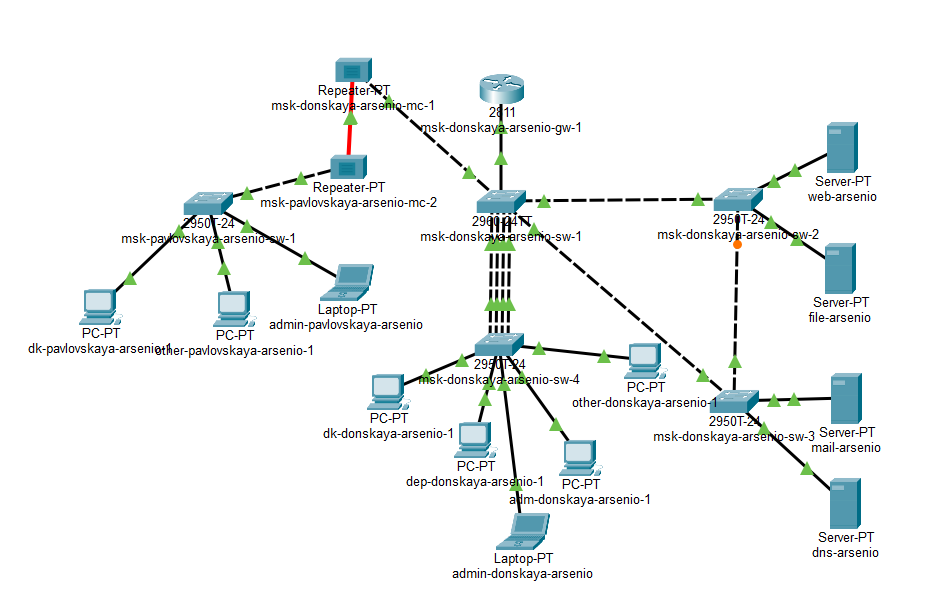 Repeater-PT
msk-donskaya-arsenio-mc-1
2811
msk-donskaya-arsenio-gw-1
Repeater-PT
msk-pavlovskaya-arsenio-mc-2
2950T-24
msk-pavlovskaya-arsenio-sw-1
2960-24TT
msk-donskaya-arsenio-sw-1
2950T-24
msk-donskaya-arsenio-sw-2
Server-PT
web-arsenio
Server-PT
file-arsenio
PC-PT
dk-pavlovskaya-arsenio-1
PC-PT
other-pavlovskaya-arsenio-1
Laptop-PT
admin-pavlovskaya-arsenio
2950T-24
msk-donskaya-arsenio-sw-4
PC-PT
other-donskaya-arsenio-1
PC-PT
dk-donskaya-arsenio-1
PC-PT
dep-donskaya-arsenio-1
PC-PT
adm-donskaya-arsenio-1
2950T-24
msk-donskaya-arsenio-sw-3
Server-PT
mail-arsenio
Server-PT
dns-arsenio
Laptop-PT
admin-donskaya-arsenio